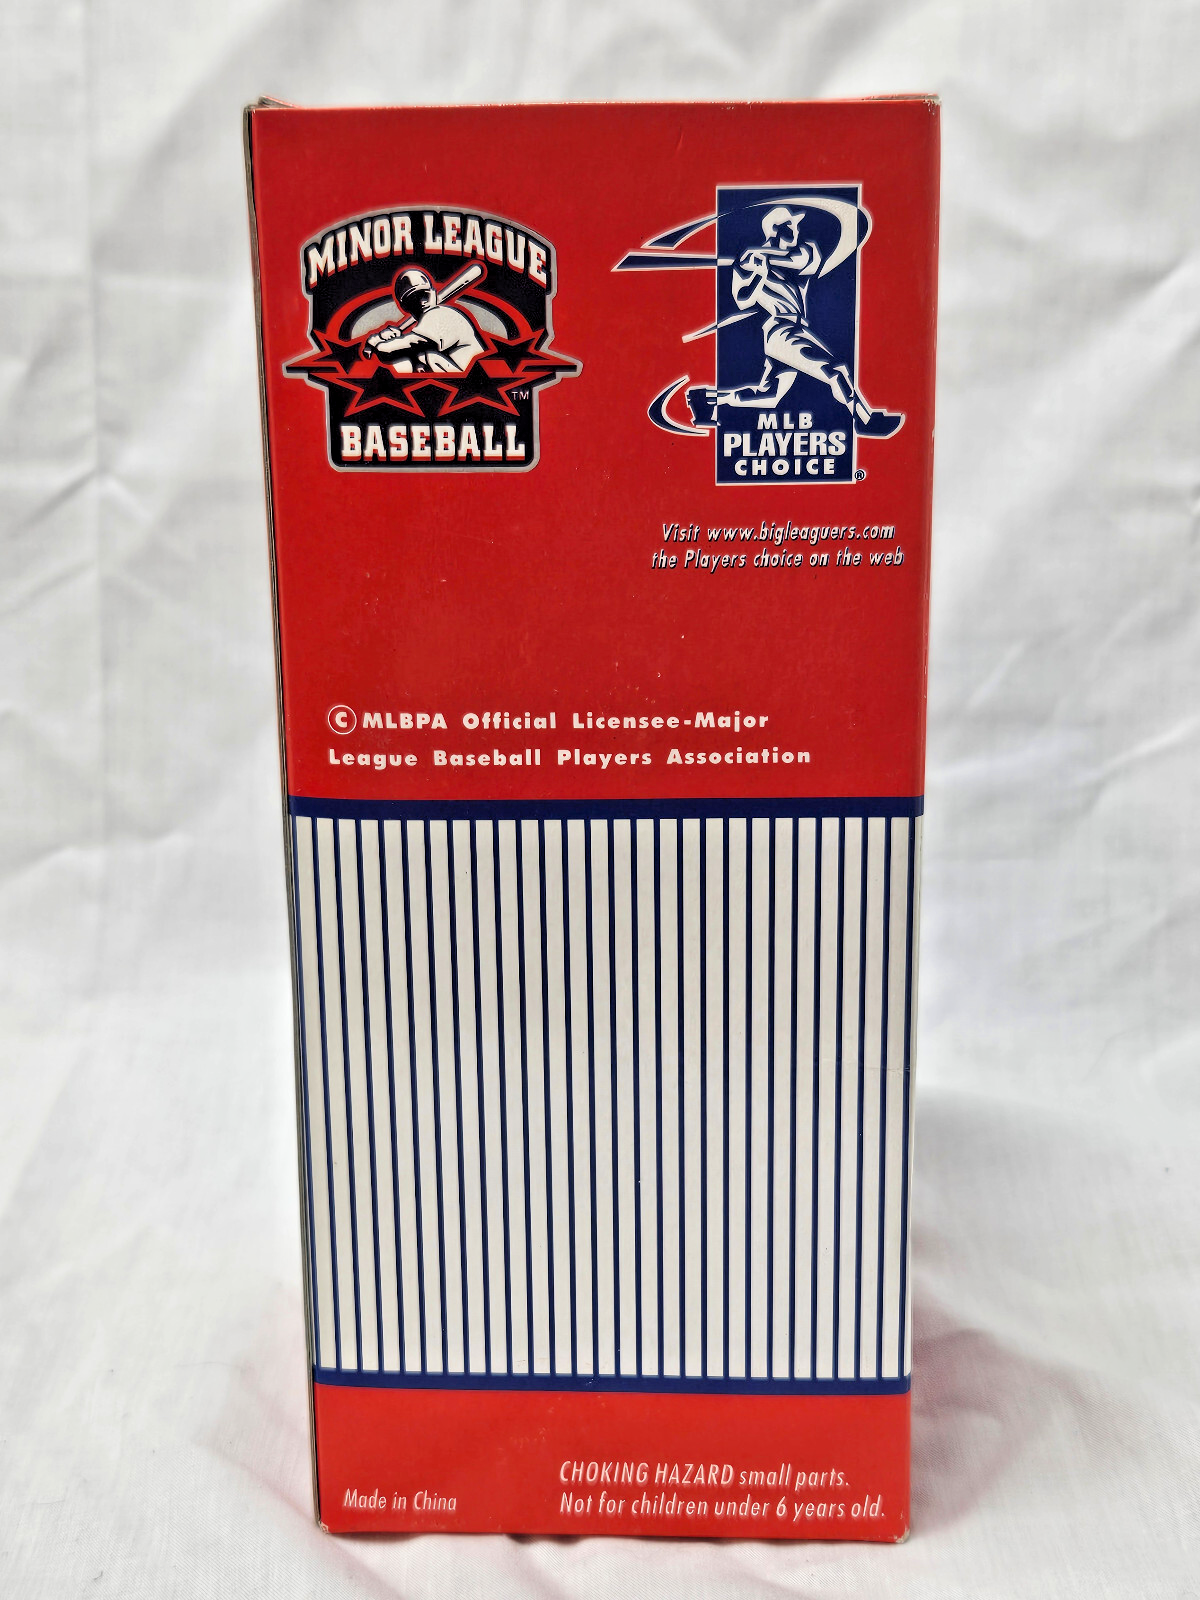 MINOR LEAGUE
BASEBALL
TM
MLB
PLAYERS
CHOICE
®
Visit www.bigleaguers.com
the Players choice on the web
©MLBPA Official Licensee-Major
League Baseball Players Association
Made in China
CHOKING HAZARD small parts.
Not for children under 6 years old.